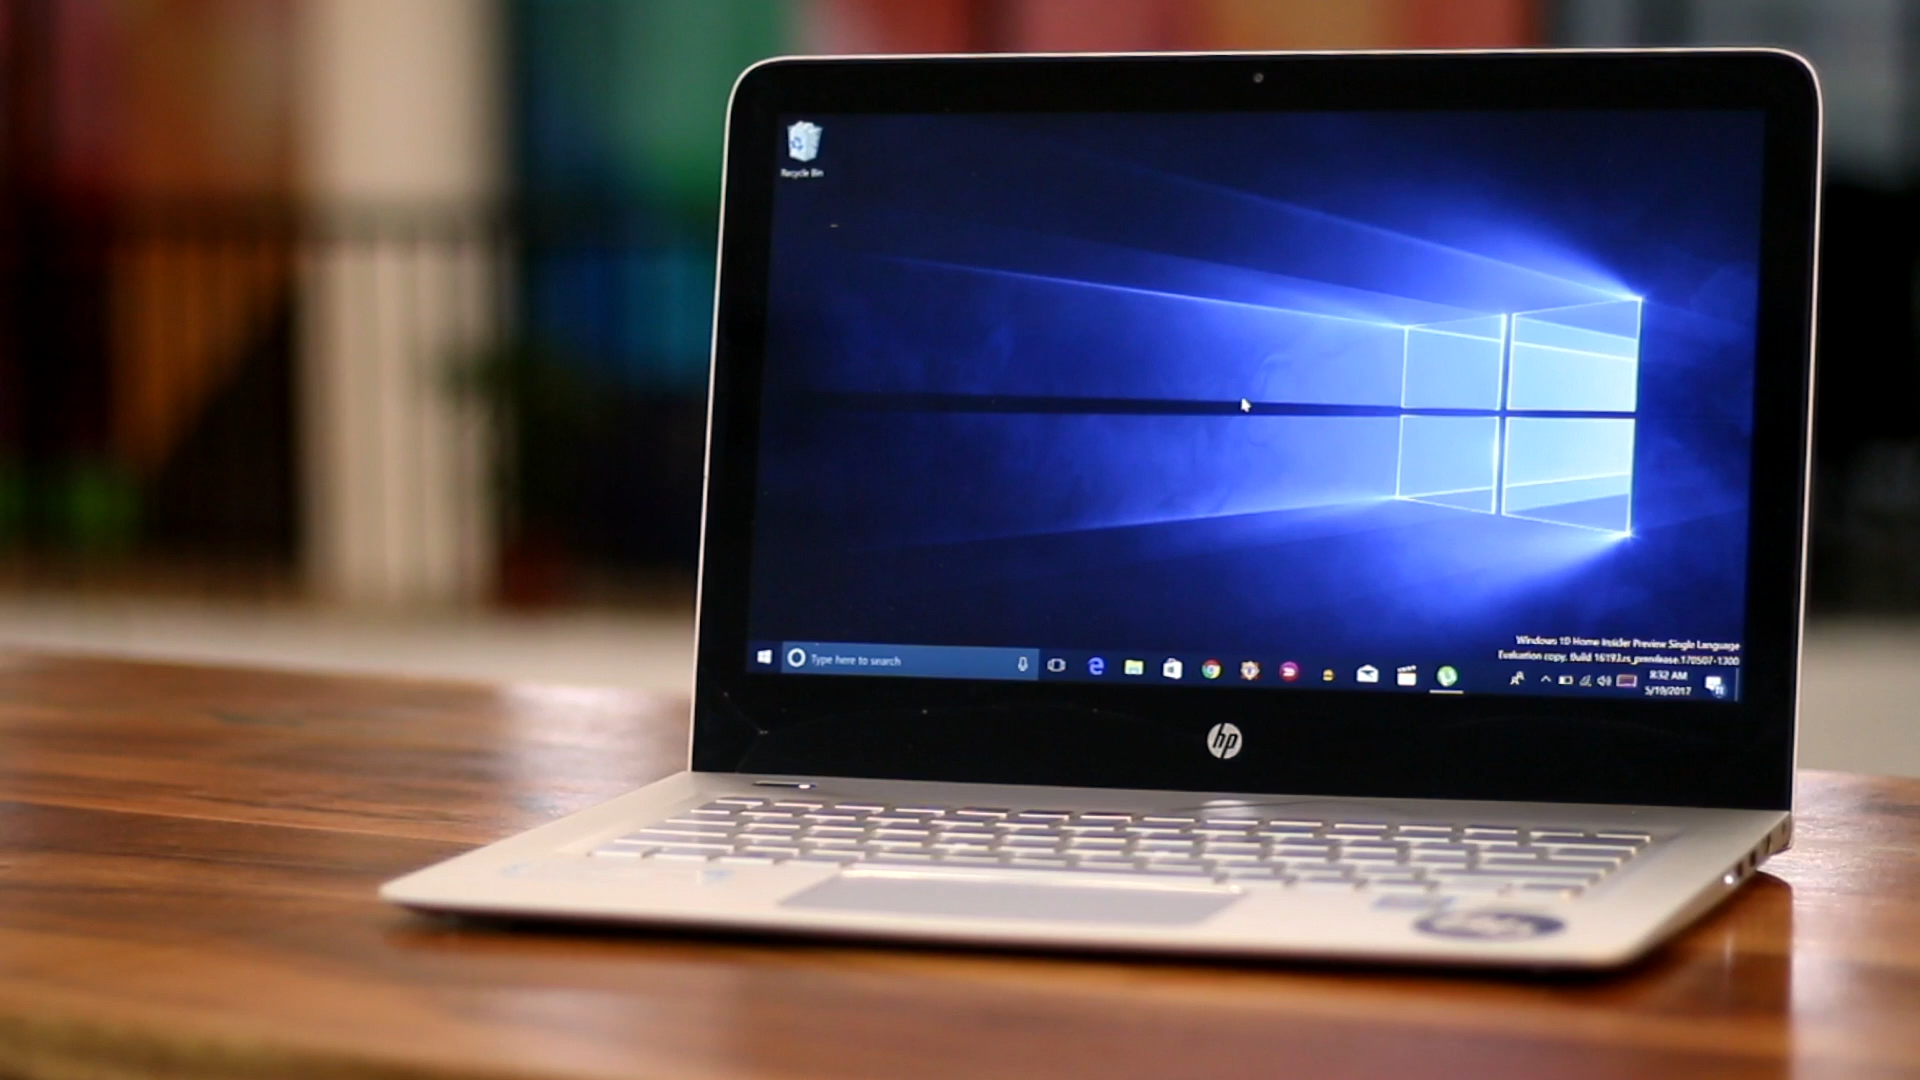 Recycle Bin
Windows 10 Home Insider Preview Single Language
Evaluation copy. Build 16193.rs_prerelease.170507-1300
Type here to search
8:32 AM
5/19/2017
hp